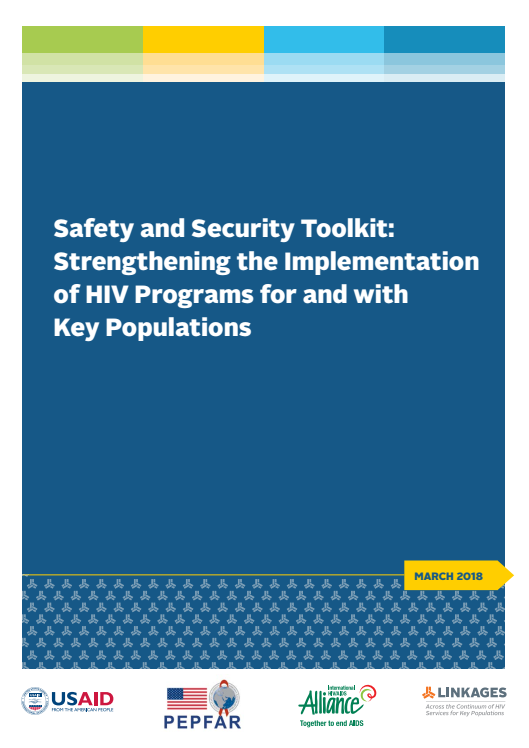 Safety and Security Toolkit:
Strengthening the Implementation
of HIV Programs for and with
Key Populations
MARCH 2018
USAID
FROM THE AMERICAN PEOPLE
PEPFAR
International
HIV/AIDS
Alliance
Together to end AIDS
LINKAGES
Across the Continuum of HIV
Services for Key Populations